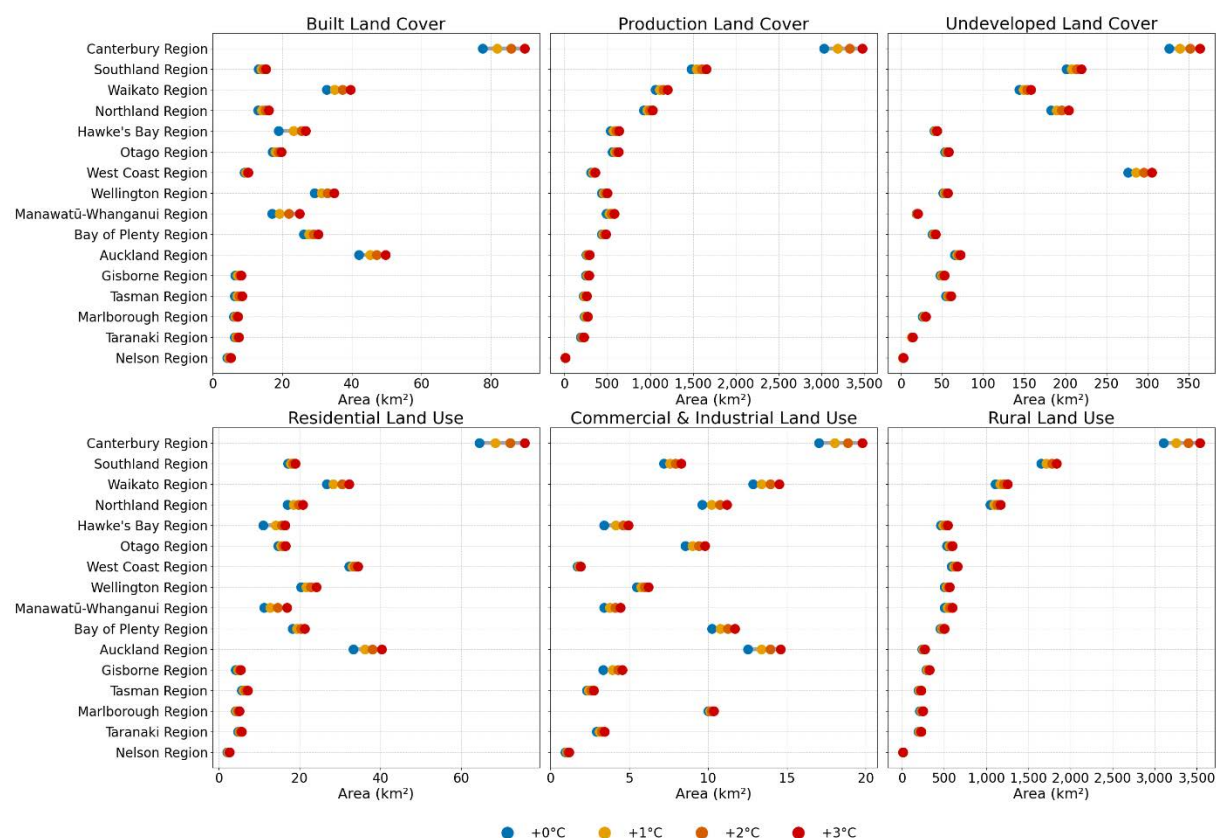 Built Land Cover
Production Land Cover
Undeveloped Land Cover
Canterbury Region
Southland Region
Waikato Region
Northland Region
Hawke's Bay Region
Otago Region
West Coast Region
Wellington Region
Manawatū-Whanganui Region
Bay of Plenty Region
Auckland Region
Gisborne Region
Tasman Region
Marlborough Region
Taranaki Region
Nelson Region
0 20 40 60 80
0 500 1,000 1,500 2,000 2,500 3,000 3,500
0 50 100 150 200 250 300 350
Area (km²)
Area (km²)
Area (km²)
Residential Land Use
Commercial & Industrial Land Use
Rural Land Use
Canterbury Region
Southland Region
Waikato Region
Northland Region
Hawke's Bay Region
Otago Region
West Coast Region
Wellington Region
Manawatū-Whanganui Region
Bay of Plenty Region
Auckland Region
Gisborne Region
Tasman Region
Marlborough Region
Taranaki Region
Nelson Region
0 20 40 60
0 5 10 15 20
0 500 1,000 1,500 2,000 2,500 3,000 3,500
Area (km²)
Area (km²)
Area (km²)
+0°C +1°C +2°C +3°C